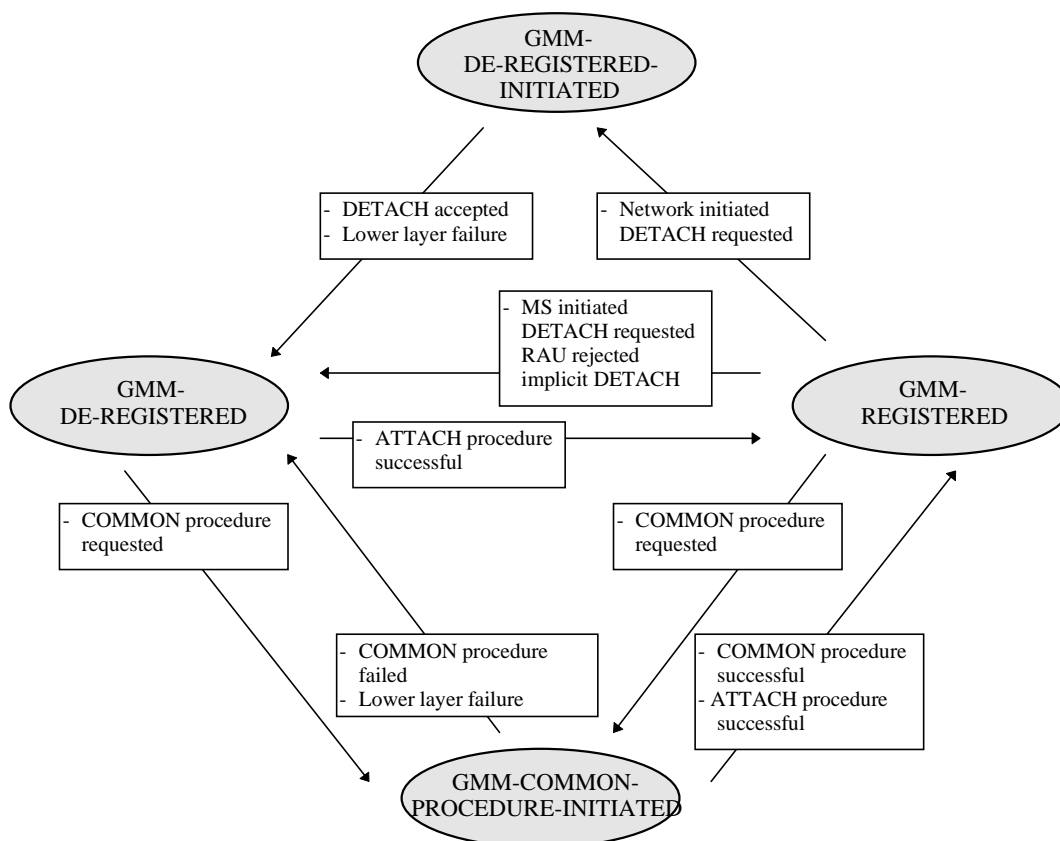 GMM-
DE-REGISTERED-
INITIATED
- DETACH accepted
- Lower layer failure
- Network initiated
DETACH requested
- MS initiated
DETACH requested
RAU rejected
implicit DETACH
GMM-
DE-REGISTERED
GMM-
REGISTERED
- ATTACH procedure
successful
- COMMON procedure
requested
- COMMON procedure
requested
- COMMON procedure
failed
- Lower layer failure
- COMMON procedure
successful
- ATTACH procedure
successful
GMM-COMMON-
PROCEDURE-INITIATED